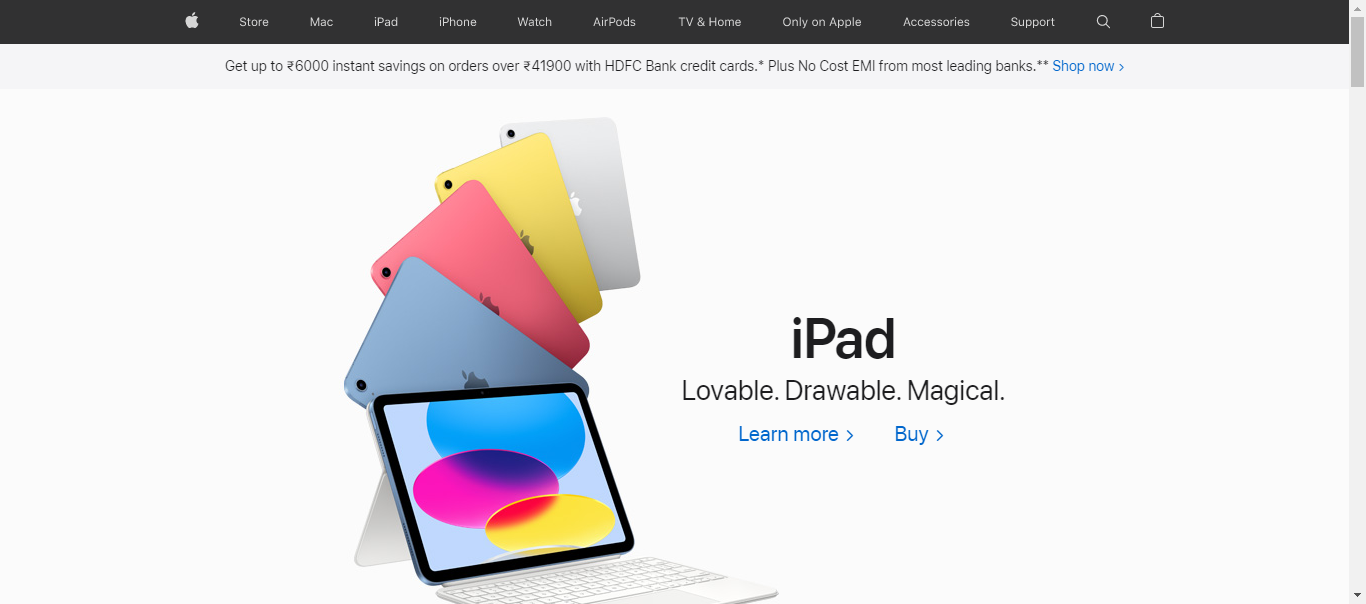 Store Mac iPad iPhone Watch AirPods TV & Home Only on Apple Accessories Support
Get up to ₹6000 instant savings on orders over ₹41900 with HDFC Bank credit cards.* Plus No Cost EMI from most leading banks.** Shop now >
iPad
Lovable. Drawable. Magical.
Learn more > Buy >